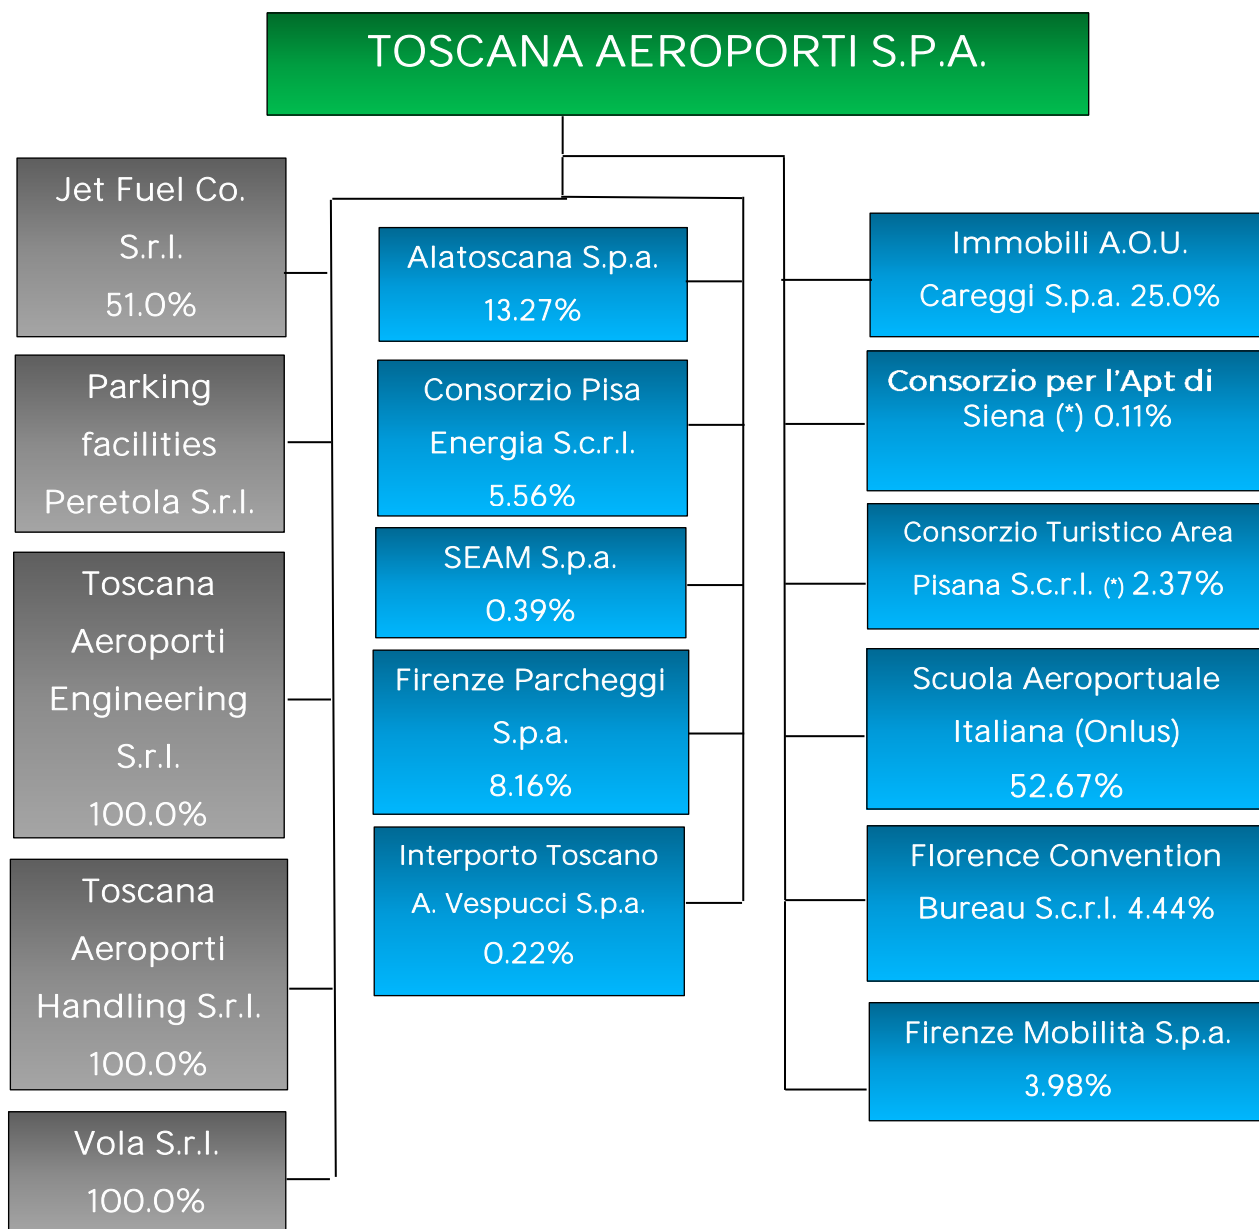 TOSCANA AEROPORTI S.P.A.
Jet Fuel Co.
S.r.l.
51.0%
Parking
facilities
Peretola S.r.l.
Toscana
Aeroporti
Engineering
S.r.l.
100.0%
Toscana
Aeroporti
Handling S.r.l.
100.0%
Vola S.r.l.
100.0%
Alatoscana S.p.a.
13.27%
Consorzio Pisa
Energia S.c.r.l.
5.56%
SEAM S.p.a.
0.39%
Firenze Parcheggi
S.p.a.
8.16%
Interporto Toscano
A. Vespucci S.p.a.
0.22%
Immobili A.O.U.
Careggi S.p.a. 25.0%
Consorzio per l'Apt di
Siena (*) 0.11%
Consorzio Turistico Area
Pisana S.c.r.l. (*) 2.37%
Scuola Aeroportuale
Italiana (Onlus)
52.67%
Florence Convention
Bureau S.c.r.l. 4.44%
Firenze Mobilità S.p.a.
3.98%